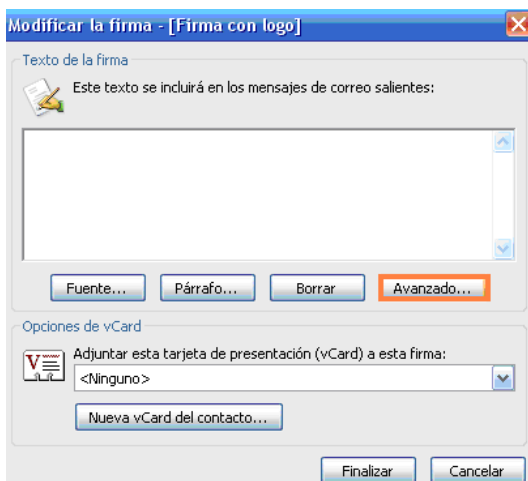 Modificar la firma - [Firma con logo]
Texto de la firma
Este texto se incluirá en los mensajes de correo salientes:
Fuente... Párrafo... Borrar Avanzado...
Opciones de vCard
Adjuntar esta tarjeta de presentación (vCard) a esta firma:
<Ninguno>
Nueva vCard del contacto...
Finalizar Cancelar